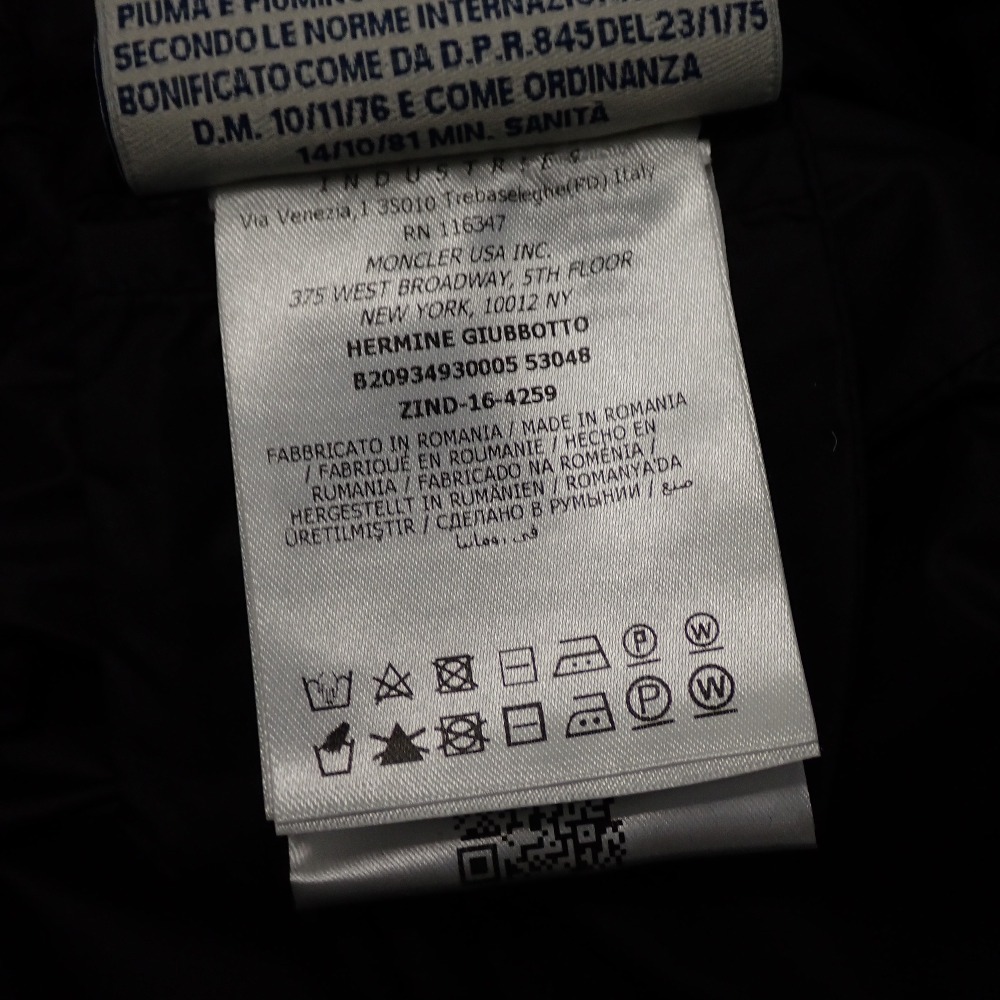 PIUMA E PIUMINO
SECONDO LE NORME INTERNAZIO
BONIFICATO COME DA D.P.R.845 DEL 23/1/75
D.M. 10/11/76 E COME ORDINANZA
14/10/81 MIN. SANITÀ
INDUSTRIES
Via Venezia,1 35010 Trebaseleghe(PD) Italy
RN 116347
MONCLER USA INC.
375 WEST BROADWAY, 5TH FLOOR
NEW YORK, 10012 NY
HERMINE GIUBBOTTO
B20934930005 53048
ZIND-16-4259
FABBRICATO IN ROMANIA / MADE IN ROMANIA
/ FABRIQUÉ EN ROUMANIE / HECHO EN
RUMANIA / FABRICADO NA ROMÉNIA /
HERGESTELLT IN RUMÄNIEN / ROMANYA'DA
ÜRETILMIŞTIR / СДЕЛАНО В РУМЫНИИ / صنع
في رومانيا
P W
P W